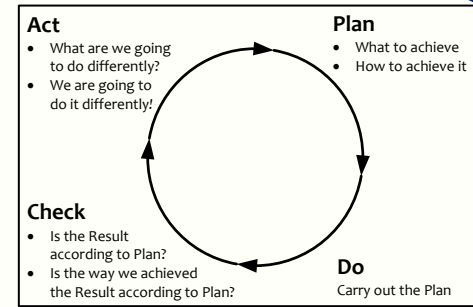 Act
• What are we going
to do differently?
• We are going to
do it differently!
Plan
• What to achieve
• How to achieve it
Check
• Is the Result
according to Plan?
• Is the way we achieved
the Result according to Plan?
Do
Carry out the Plan